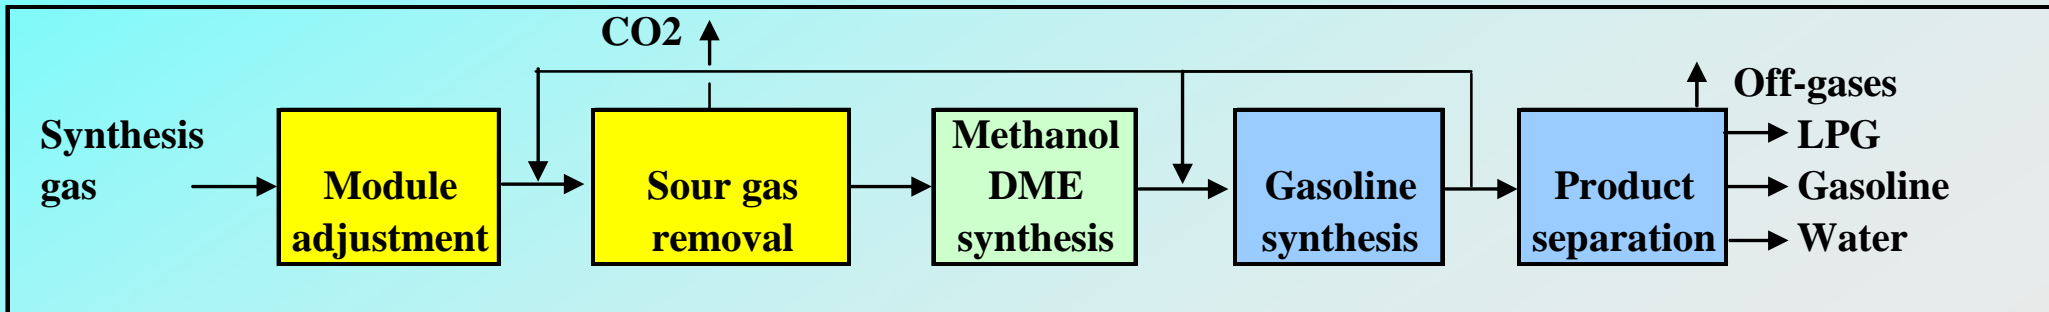 CO2
Synthesis
gas
Module
adjustment
Sour gas
removal
Methanol
DME
synthesis
Gasoline
synthesis
Product
separation
Off-gases
LPG
Gasoline
Water